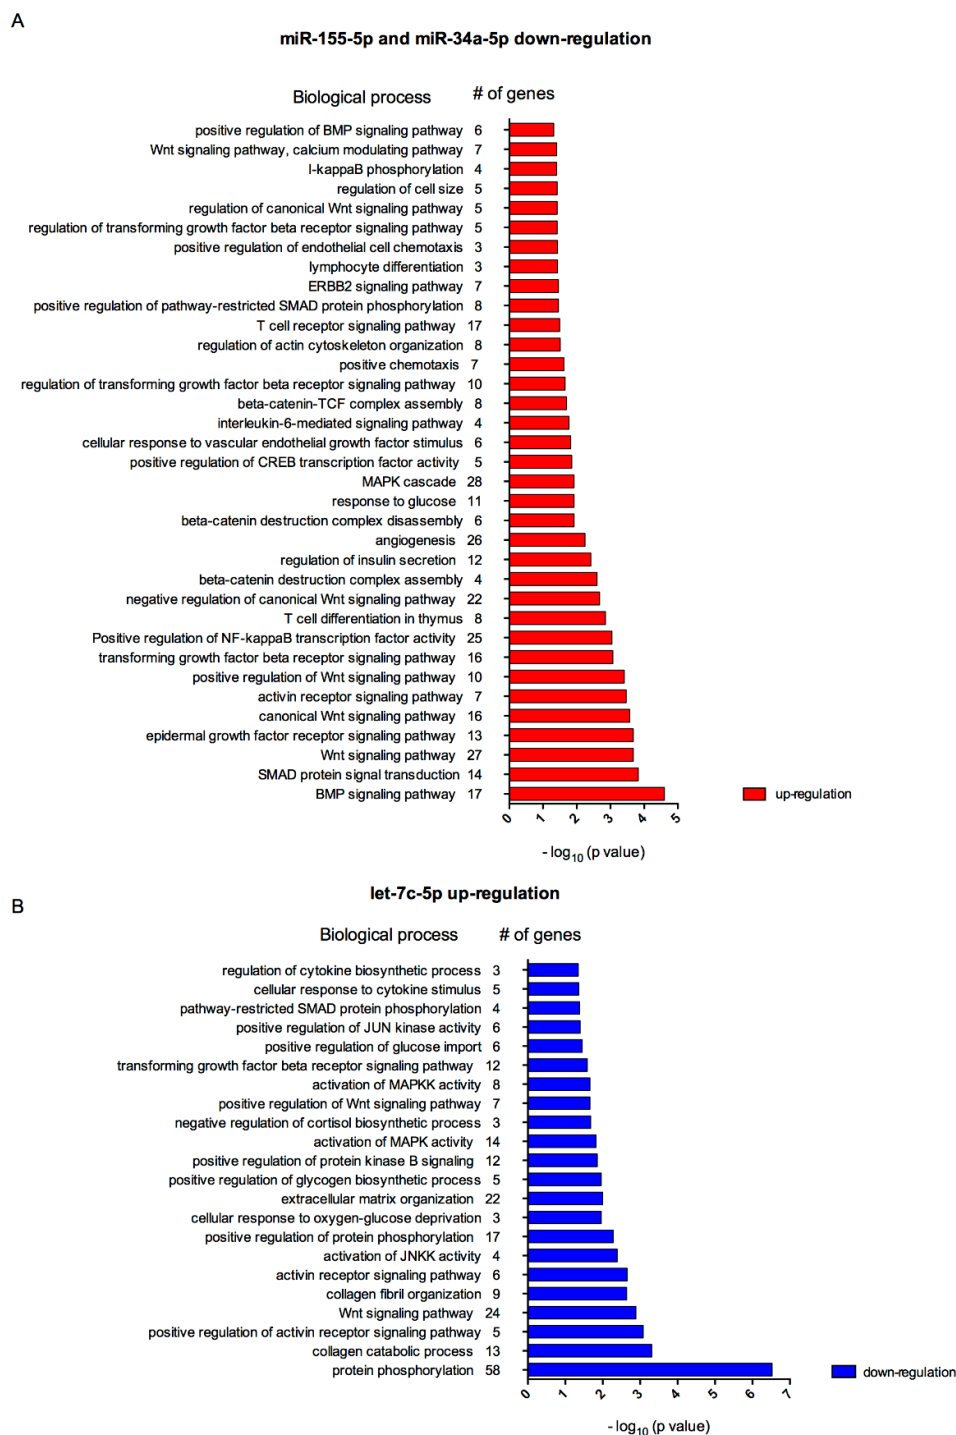 A
miR-155-5p and miR-34a-5p down-regulation
Biological process # of genes
positive regulation of BMP signaling pathway 6
Wnt signaling pathway, calcium modulating pathway 7
I-kappaB phosphorylation 4
regulation of cell size 5
regulation of canonical Wnt signaling pathway 5
regulation of transforming growth factor beta receptor signaling pathway 5
positive regulation of endothelial cell chemotaxis 3
lymphocyte differentiation 3
ERBB2 signaling pathway 7
positive regulation of pathway-restricted SMAD protein phosphorylation 8
T cell receptor signaling pathway 17
regulation of actin cytoskeleton organization 8
positive chemotaxis 7
regulation of transforming growth factor beta receptor signaling pathway 10
beta-catenin-TCF complex assembly 8
interleukin-6-mediated signaling pathway 4
cellular response to vascular endothelial growth factor stimulus 6
positive regulation of CREB transcription factor activity 5
MAPK cascade 28
response to glucose 11
beta-catenin destruction complex disassembly 6
angiogenesis 26
regulation of insulin secretion 12
beta-catenin destruction complex assembly 4
negative regulation of canonical Wnt signaling pathway 22
T cell differentiation in thymus 8
Positive regulation of NF-kappaB transcription factor activity 25
transforming growth factor beta receptor signaling pathway 16
positive regulation of Wnt signaling pathway 10
activin receptor signaling pathway 7
canonical Wnt signaling pathway 16
epidermal growth factor receptor signaling pathway 13
Wnt signaling pathway 27
SMAD protein signal transduction 14
BMP signaling pathway 17
up-regulation
0 1 2 3 4 5
- log10 (p value)
let-7c-5p up-regulation
B
Biological process # of genes
regulation of cytokine biosynthetic process 3
cellular response to cytokine stimulus 5
pathway-restricted SMAD protein phosphorylation 4
positive regulation of JUN kinase activity 6
positive regulation of glucose import 6
transforming growth factor beta receptor signaling pathway 12
activation of MAPKK activity 8
positive regulation of Wnt signaling pathway 7
negative regulation of cortisol biosynthetic process 3
activation of MAPK activity 14
positive regulation of protein kinase B signaling 12
positive regulation of glycogen biosynthetic process 5
extracellular matrix organization 22
cellular response to oxygen-glucose deprivation 3
positive regulation of protein phosphorylation 17
activation of JNKK activity 4
activin receptor signaling pathway 6
collagen fibril organization 9
Wnt signaling pathway 24
positive regulation of activin receptor signaling pathway 5
collagen catabolic process 13
protein phosphorylation 58
down-regulation
0 1 2 3 4 5 6 7
- log10 (p value)